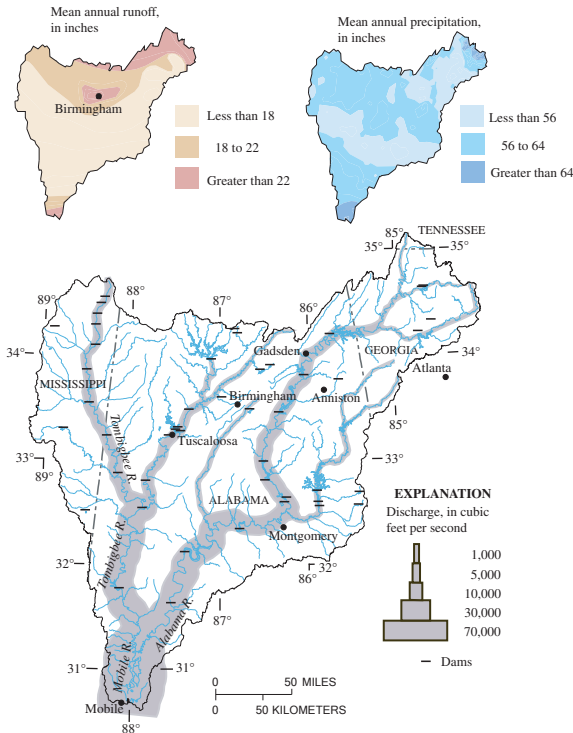 Mean annual runoff,
in inches
Birmingham
Less than 18
18 to 22
Greater than 22
Mean annual precipitation,
in inches
Less than 56
56 to 64
Greater than 64
85°
TENNESSEE
35°
35°
89°
88°
87°
86°
34°
Gadsden
GEORGIA
34°
MISSISSIPPI
Atlanta
Birmingham
Anniston
85°
Tombigbee R.
Tuscaloosa
33°
89°
33°
ALABAMA
Montgomery
Tombigbee R.
32°
32°
86°
Alabama R.
87°
Mobile R.
31°
31°
Mobile
88°
EXPLANATION
Discharge, in cubic
feet per second
1,000
5,000
10,000
30,000
70,000
Dams
0 50 MILES
0 50 KILOMETERS